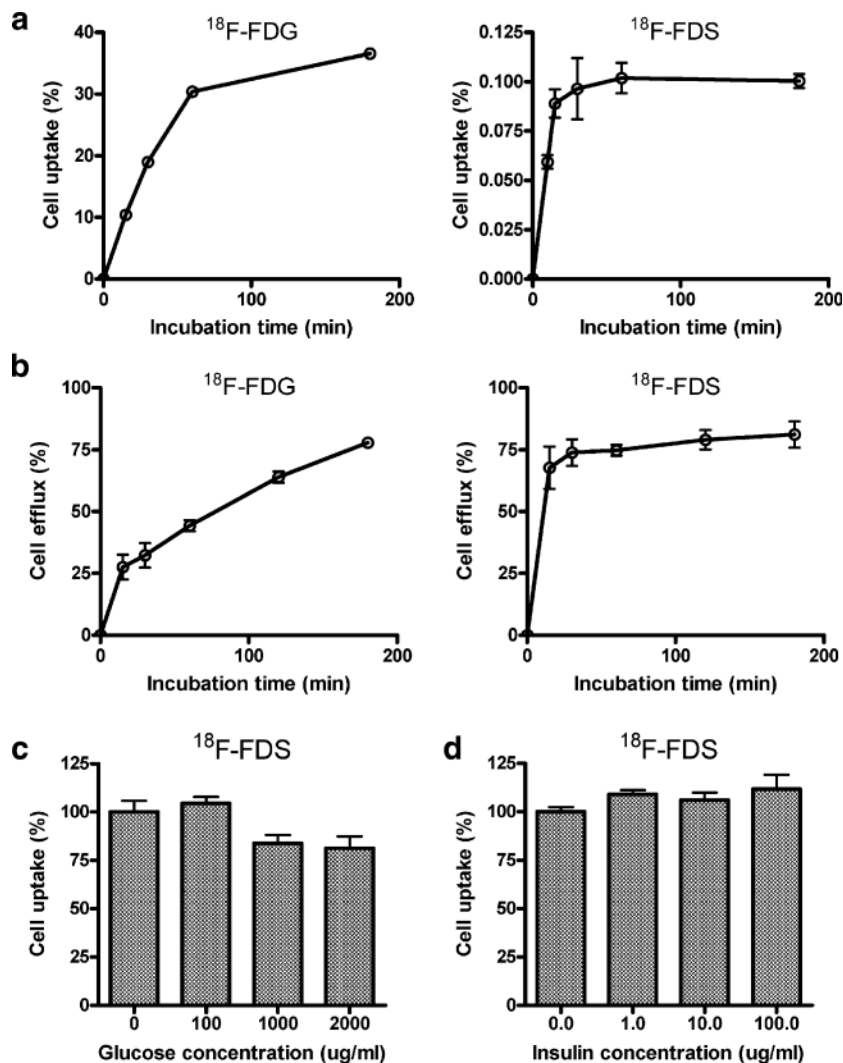 a
18F-FDG
Cell uptake (%)
40
30
20
10
0
0 100 200
Incubation time (min)
18F-FDS
Cell uptake (%)
0.125
0.100
0.075
0.050
0.025
0.000
0 100 200
Incubation time (min)
b
18F-FDG
Cell efflux (%)
100
75
50
25
0
0 100 200
Incubation time (min)
18F-FDS
Cell efflux (%)
100
75
50
25
0
0 100 200
Incubation time (min)
c
18F-FDS
Cell uptake (%)
125
100
75
50
25
0
0 100 1000 2000
Glucose concentration (ug/ml)
d
18F-FDS
Cell uptake (%)
125
100
75
50
25
0
0.0 1.0 10.0 100.0
Insulin concentration (ug/ml)